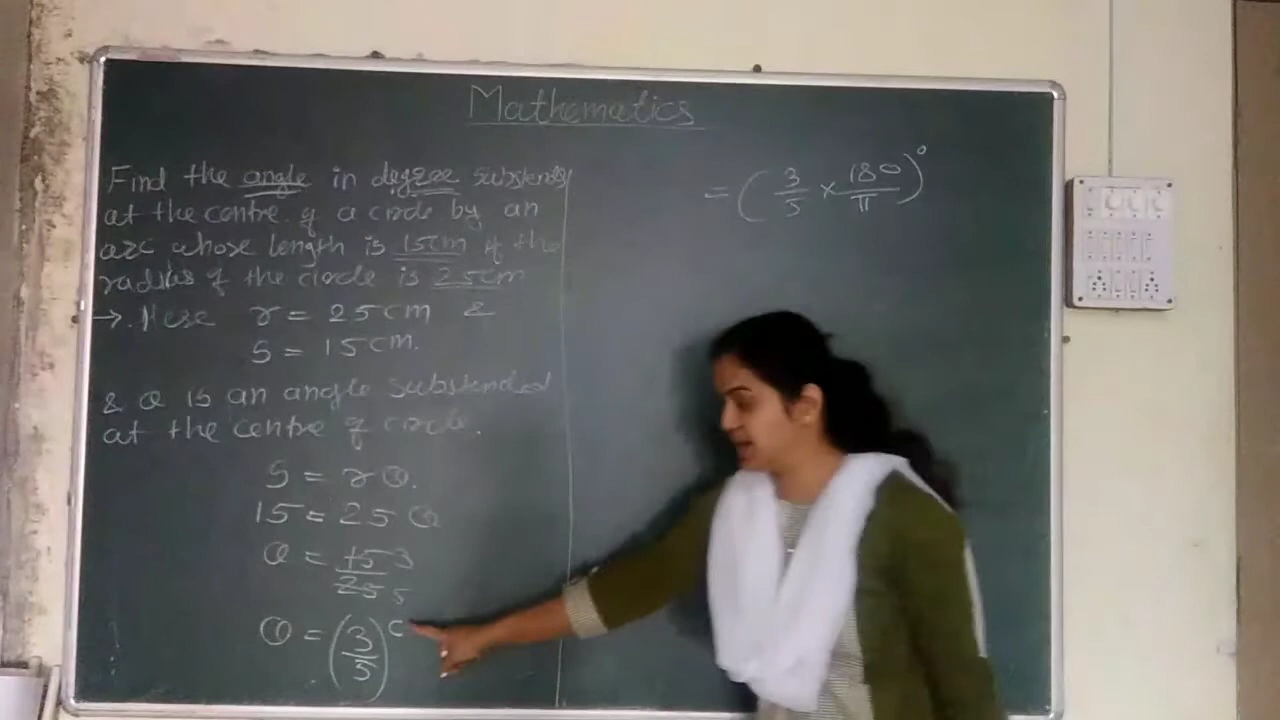 Mathematics
Find the angle in degree substends
at the centre of a circle by an
arc whose length is 15cm if the
radius of the circle is 25cm
→. Here r = 25cm &
S = 15cm.
& θ is an angle substended
at the centre of circle.
S = r θ.
15 = 25 θ
θ = 15 3
25 5
θ = (3/5)^c
= (3/5 × 180/π)°